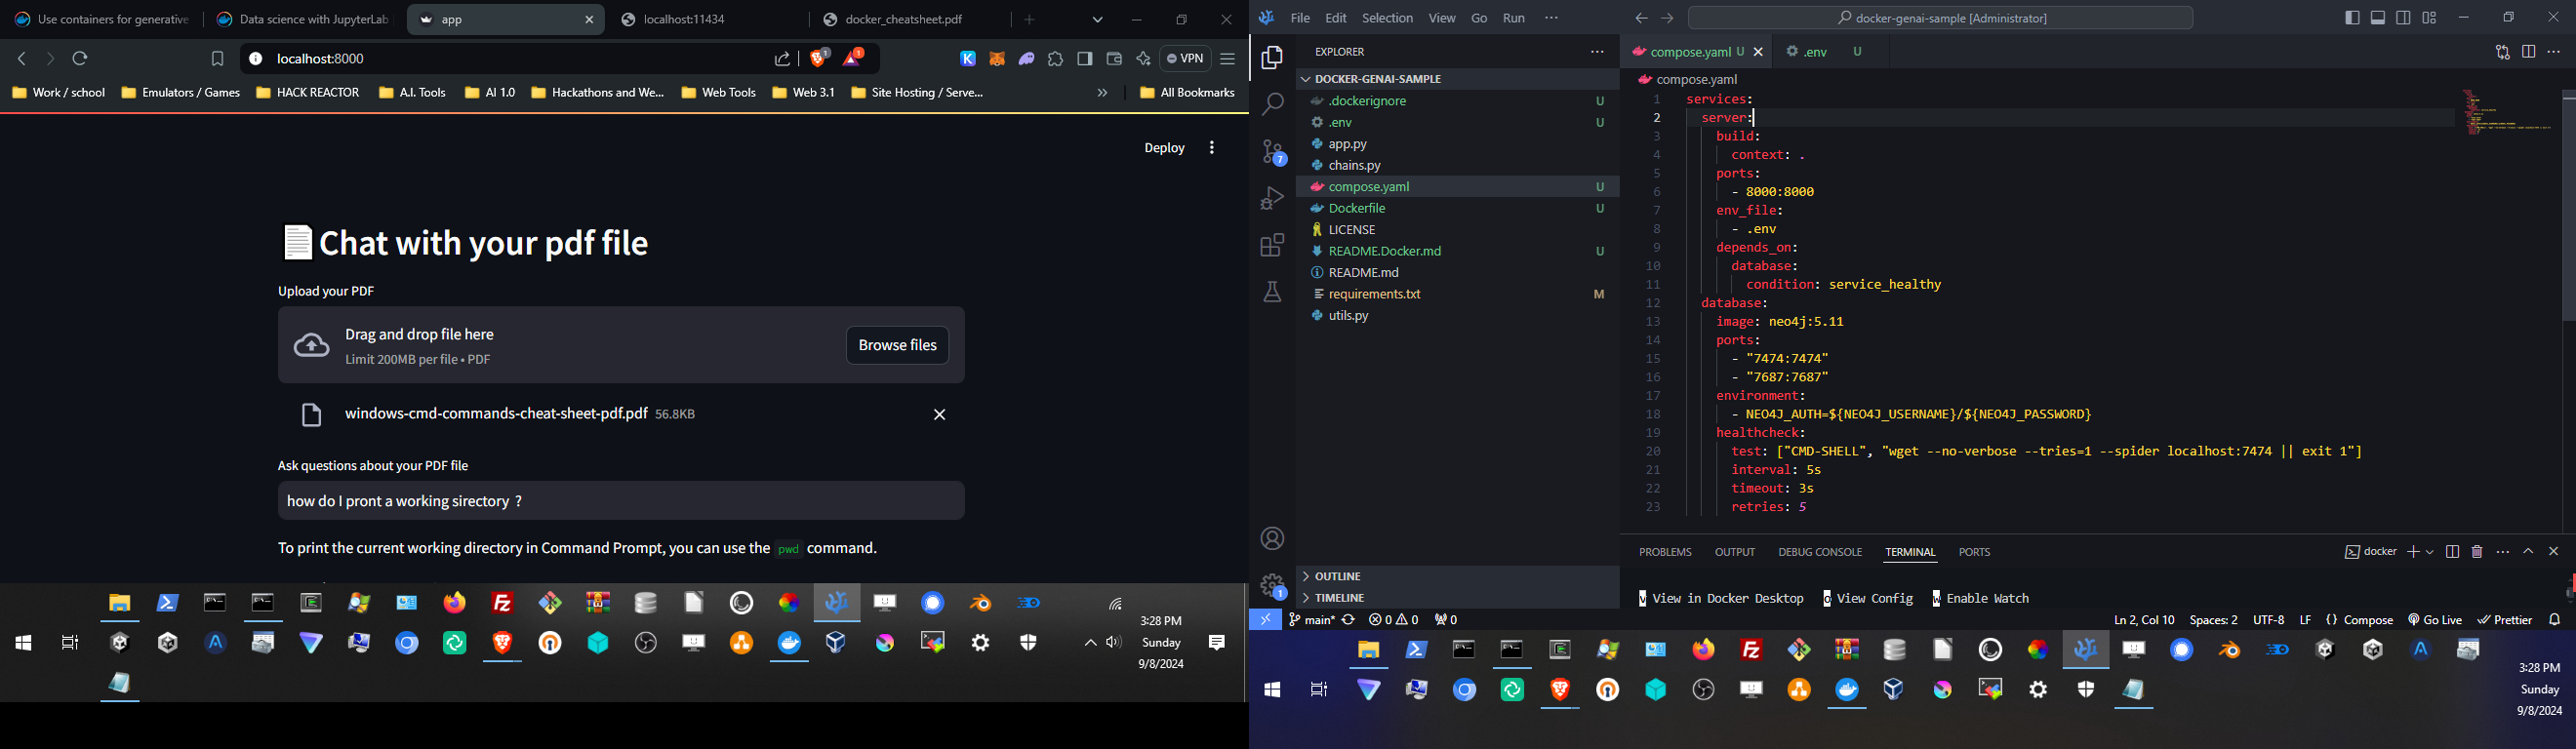 Use containers for generative
Data science with JupyterLab
app
localhost:11434
docker_cheatsheet.pdf
localhost:8000
1
1
VPN
Work / school
Emulators / Games
HACK REACTOR
A.I. Tools
AI 1.0
Hackathons and We...
Web Tools
Web 3.1
Site Hosting / Serve...
All Bookmarks
Deploy
Chat with your pdf file
Upload your PDF
Drag and drop file here
Limit 200MB per file • PDF
Browse files
windows-cmd-commands-cheat-sheet-pdf.pdf 56.8KB
Ask questions about your PDF file
how do I pront a working sirectory ?
To print the current working directory in Command Prompt, you can use the pwd command.
3:28 PM
Sunday
9/8/2024
File Edit Selection View Go Run ···
docker-genai-sample [Administrator]
EXPLORER
DOCKER-GENAI-SAMPLE
.dockerignore U
.env U
app.py
chains.py
compose.yaml U
Dockerfile U
LICENSE
README.Docker.md U
README.md
requirements.txt M
utils.py
OUTLINE
TIMELINE
7
1
compose.yaml U
.env U
compose.yaml
1 services:
2 server:
3 build:
4 context: .
5 ports:
6 - 8000:8000
7 env_file:
8 - .env
9 depends_on:
10 database:
11 condition: service_healthy
12 database:
13 image: neo4j:5.11
14 ports:
15 - "7474:7474"
16 - "7687:7687"
17 environment:
18 - NEO4J_AUTH=${NEO4J_USERNAME}/${NEO4J_PASSWORD}
19 healthcheck:
20 test: ["CMD-SHELL", "wget --no-verbose --tries=1 --spider localhost:7474 || exit 1"]
21 interval: 5s
22 timeout: 3s
23 retries: 5
PROBLEMS OUTPUT DEBUG CONSOLE TERMINAL PORTS
docker
v View in Docker Desktop o View Config w Enable Watch
main* 0 0 0
Ln 2, Col 10 Spaces: 2 UTF-8 LF {} Compose Go Live Prettier
3:28 PM
Sunday
9/8/2024